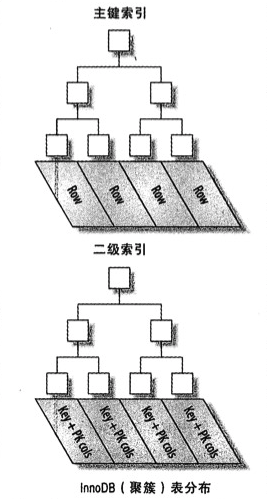 主键索引
Row
Row
Row
Row
二级索引
Key + PK cols
Key + PK cols
Key + PK cols
Key + PK cols
InnoDB（聚簇）表分布